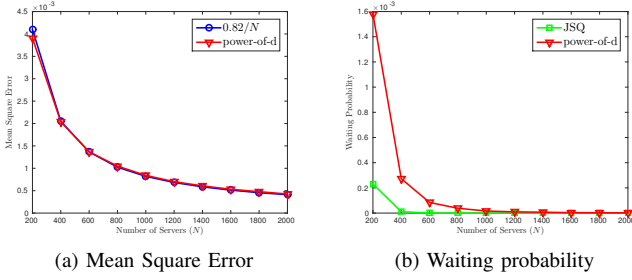 ×10⁻³
4.5
4
3.5
3
2.5
2
1.5
1
0.5
0
Mean Square Error
0.82/N
power-of-d
200 400 600 800 1000 1200 1400 1600 1800 2000
Number of Servers (N)
(a) Mean Square Error
×10⁻³
1.6
1.4
1.2
1
0.8
0.6
0.4
0.2
0
Waiting Probability
JSQ
power-of-d
200 400 600 800 1000 1200 1400 1600 1800 2000
Number of Servers (N)
(b) Waiting probability